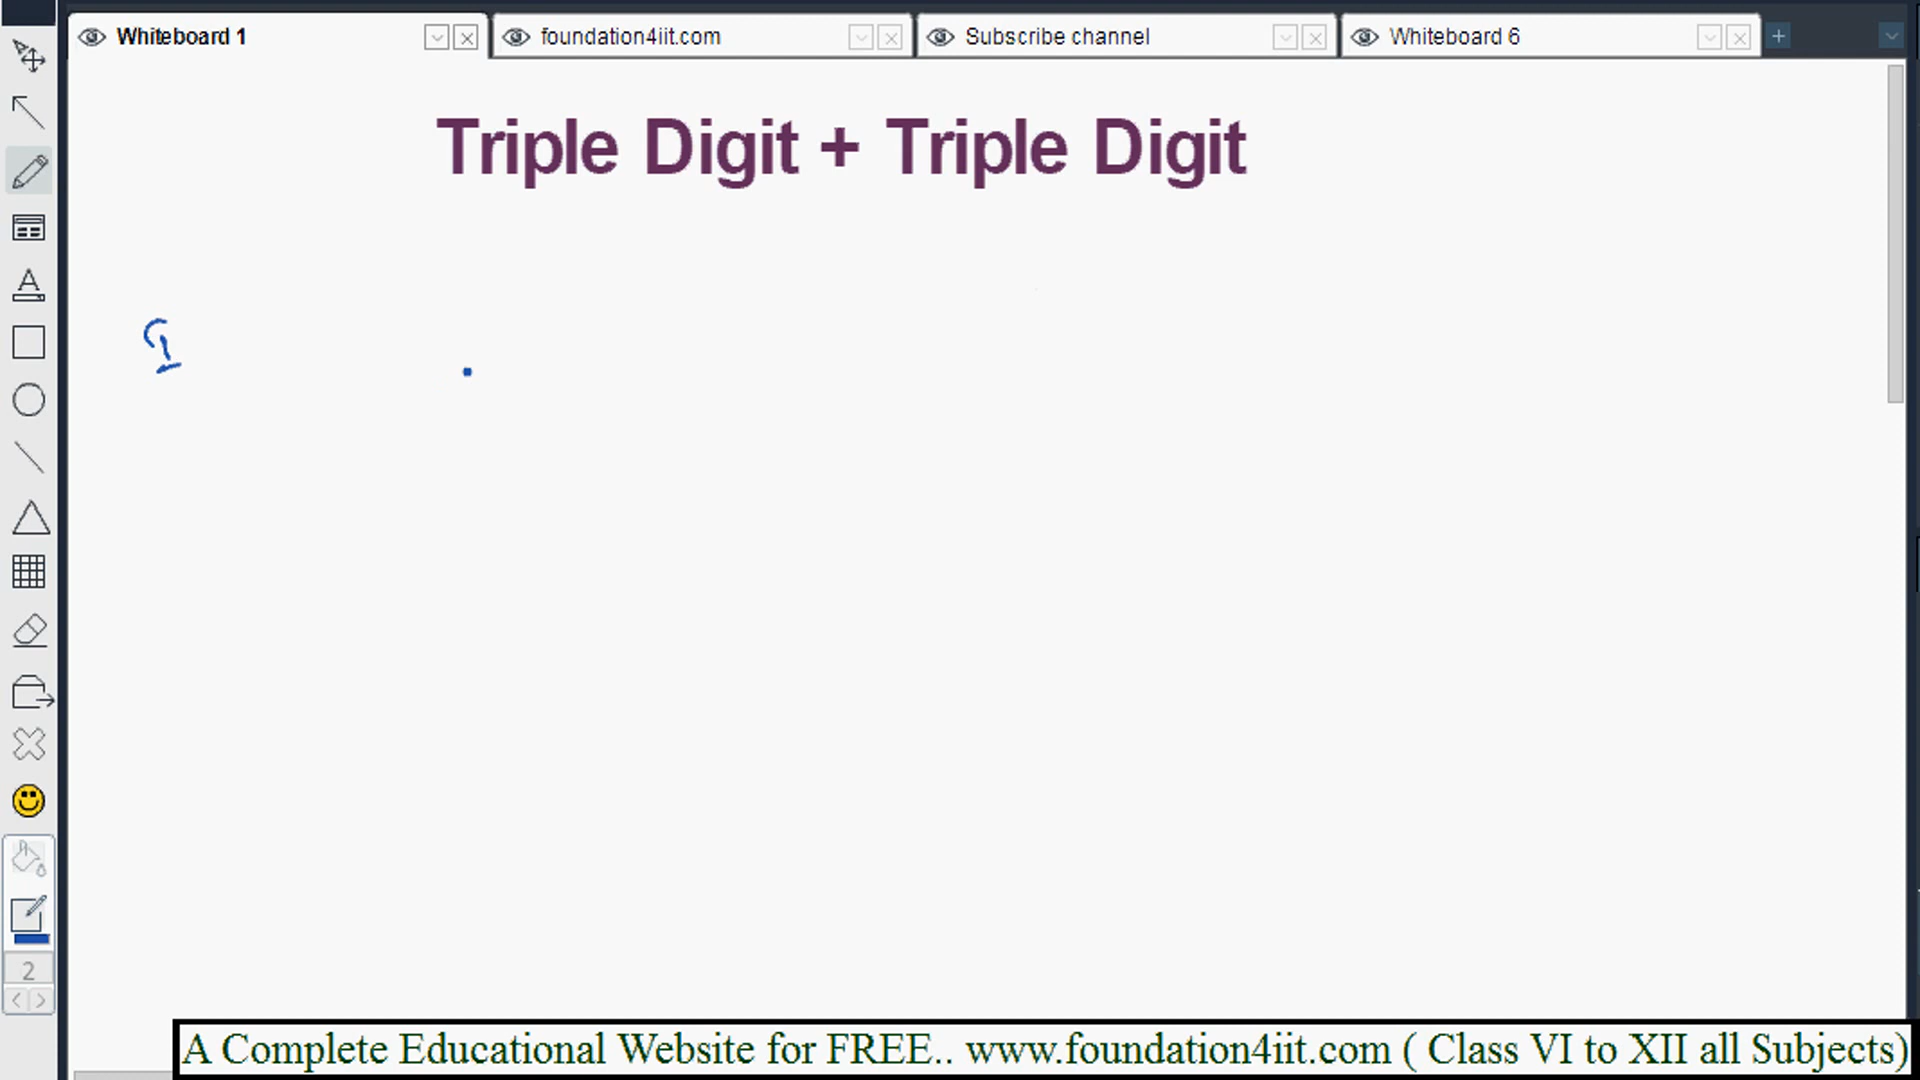 Whiteboard 1 foundation4iit.com Subscribe channel Whiteboard 6
Triple Digit + Triple Digit
2
A Complete Educational Website for FREE.. www.foundation4iit.com ( Class VI to XII all Subjects)